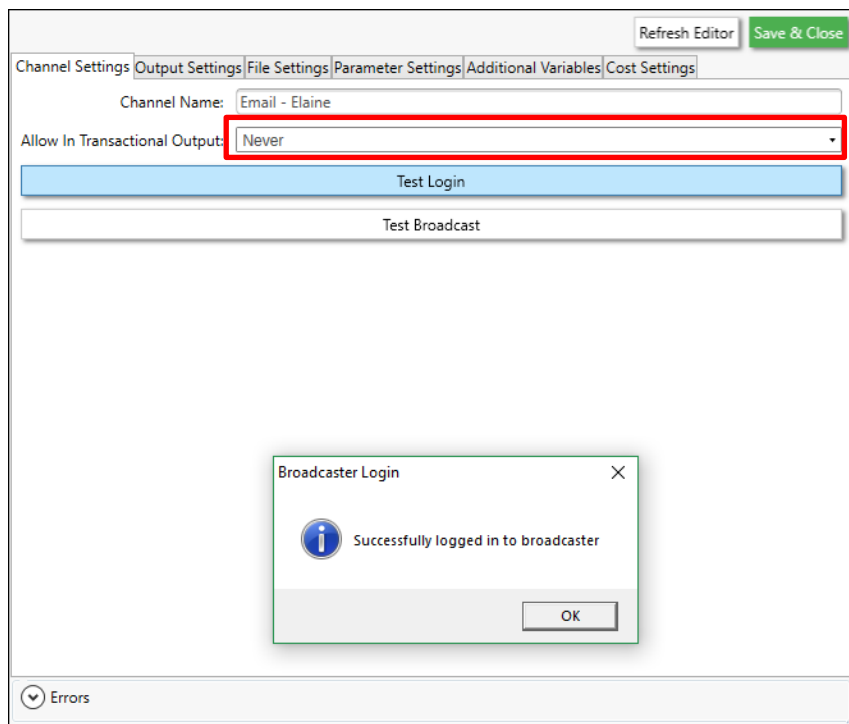 Refresh Editor Save & Close
Channel Settings Output Settings File Settings Parameter Settings Additional Variables Cost Settings
Channel Name: Email - Elaine
Allow In Transactional Output: Never
Test Login
Test Broadcast
Broadcaster Login
Successfully logged in to broadcaster
OK
Errors